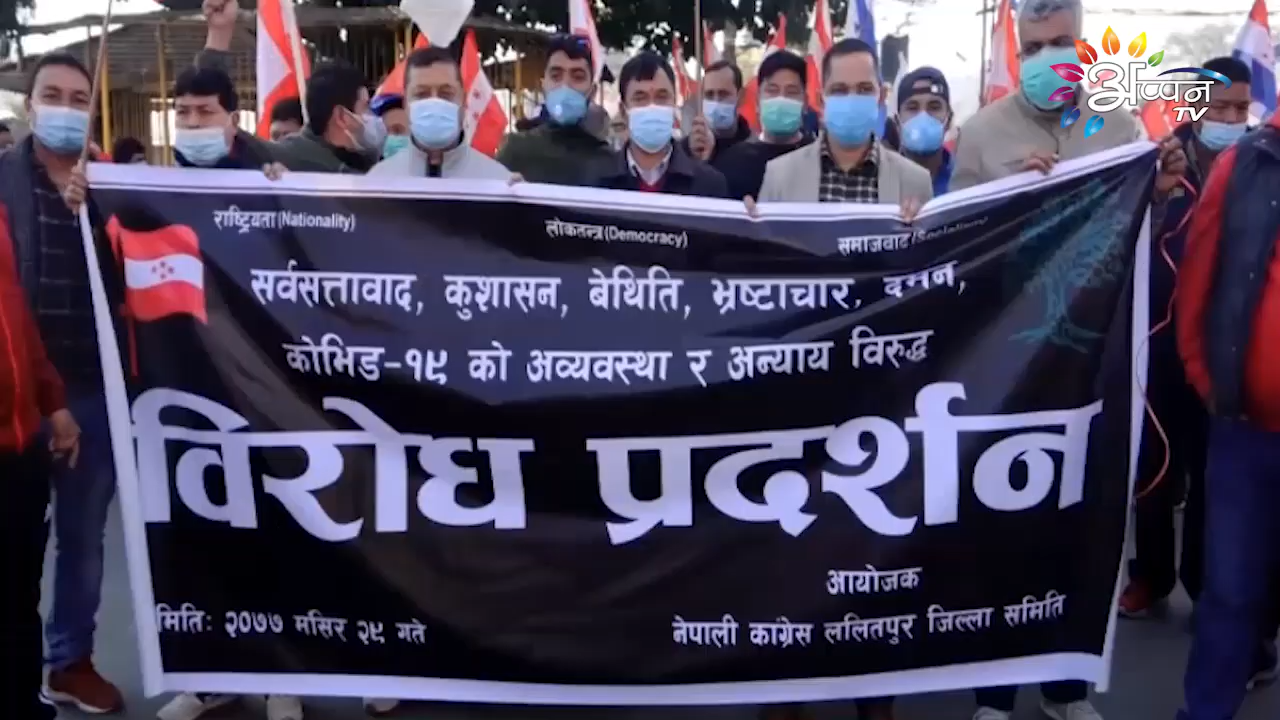 अप्पन
TV
राष्ट्रियता (Nationality)
लोकतन्त्र (Democracy)
समाजवाद (Socialism)
सर्वसत्तावाद, कुशासन, बेथिति, भ्रष्टाचार, दमन,
कोभिड-१९ को अव्यवस्था र अन्याय विरुद्ध
विरोध प्रदर्शन
आयोजक
मिति: २०७७ मसिर २९ गते
नेपाली कांग्रेस ललितपुर जिल्ला समिति